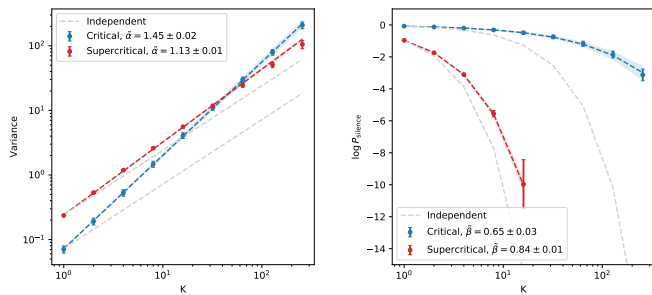 Independent
Critical, α̃ = 1.45 ± 0.02
Supercritical, α̃ = 1.13 ± 0.01
10²
10¹
10⁰
10⁻¹
Variance
10⁰
10¹
10²
K
0
−2
−4
−6
−8
−10
−12
−14
log P_silence
Independent
Critical, β̃ = 0.65 ± 0.03
Supercritical, β̃ = 0.84 ± 0.01
10⁰
10¹
10²
K